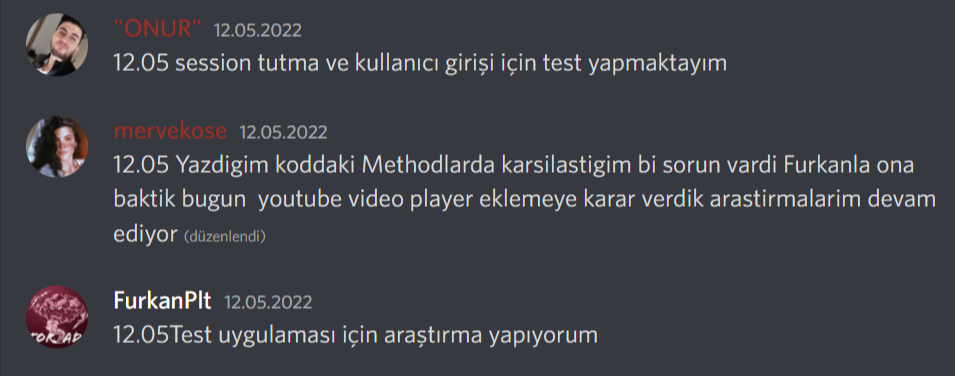 "ONUR" 12.05.2022
12.05 session tutma ve kullanıcı girişi için test yapmaktayım
mervekose 12.05.2022
12.05 Yazdigim koddaki Methodlarda karsilastigim bi sorun vardi Furkanla ona
baktik bugun  youtube video player eklemeye karar verdik arastirmalarim devam
ediyor (düzenlendi)
FurkanPlt 12.05.2022
12.05Test uygulaması için araştırma yapıyorum